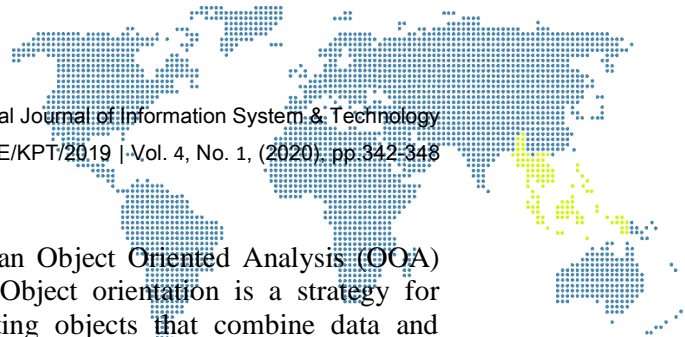 al Journal of Information System & Technology
E/KPT/2019 | Vol. 4, No. 1, (2020), pp.342-348
an Object Oriented Analysis (OOA)
Object orientation is a strategy for
ting objects that combine data and